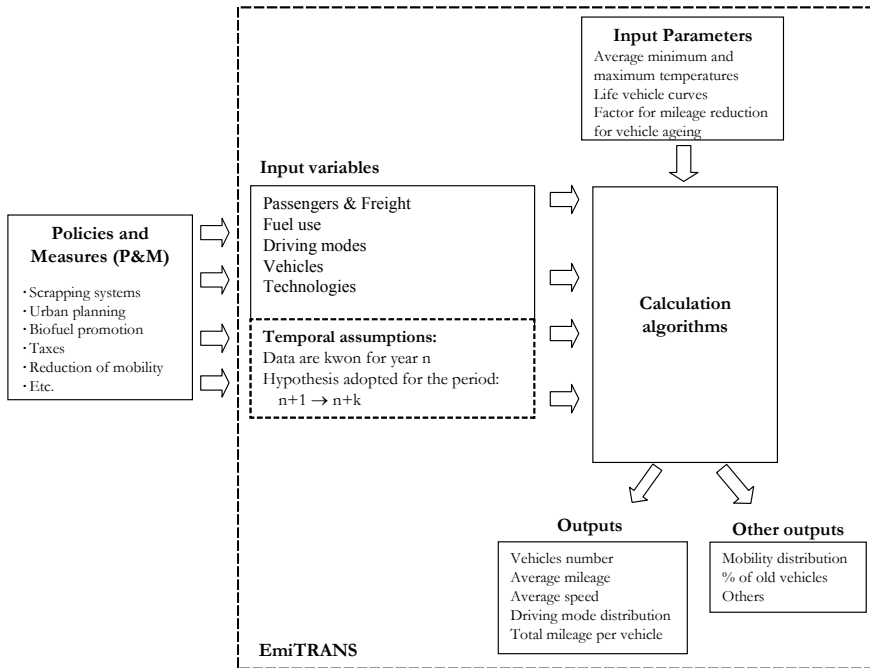 Input Parameters
Average minimum and
maximum temperatures
Life vehicle curves
Factor for mileage reduction
for vehicle ageing
Input variables
Passengers & Freight
Fuel use
Driving modes
Vehicles
Technologies
Temporal assumptions:
Data are kwon for year n
Hypothesis adopted for the period:
n+1 → n+k
Policies and
Measures (P&M)
· Scrapping systems
· Urban planning
· Biofuel promotion
· Taxes
· Reduction of mobility
· Etc.
Calculation
algorithms
Outputs
Vehicles number
Average mileage
Average speed
Driving mode distribution
Total mileage per vehicle
Other outputs
Mobility distribution
% of old vehicles
Others
EmiTRANS